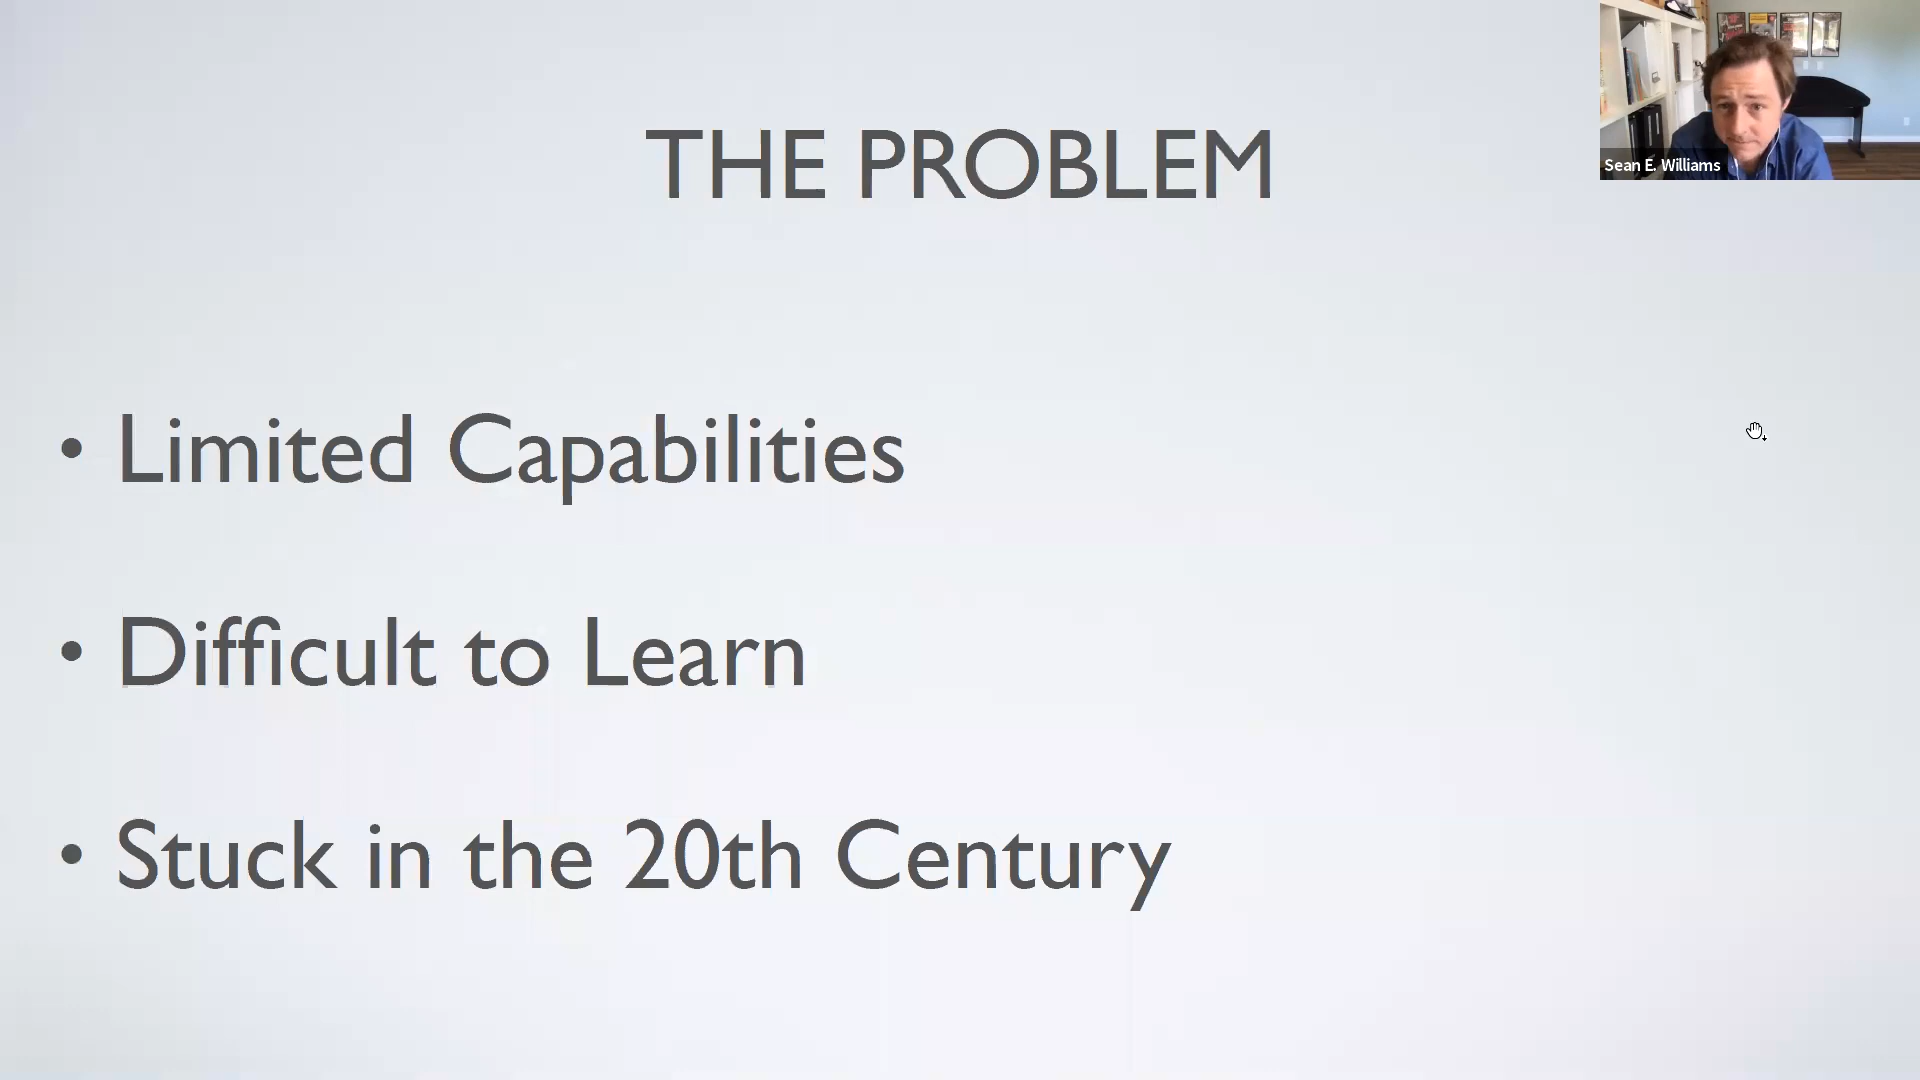 THE PROBLEM
Sean E. Williams
• Limited Capabilities
• Difficult to Learn
• Stuck in the 20th Century